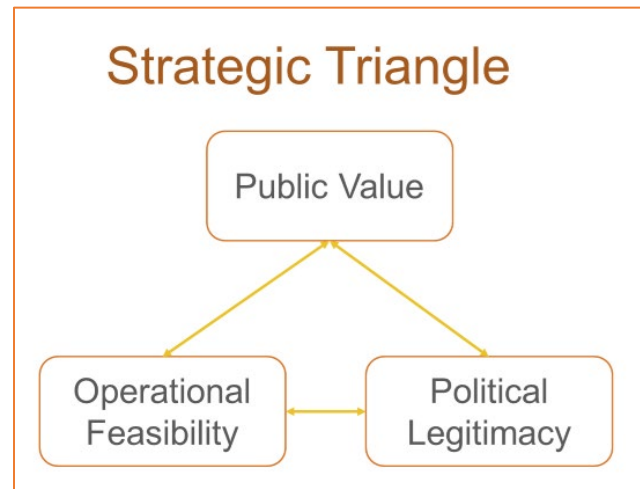 Strategic Triangle
Public Value
Operational
Feasibility
Political
Legitimacy